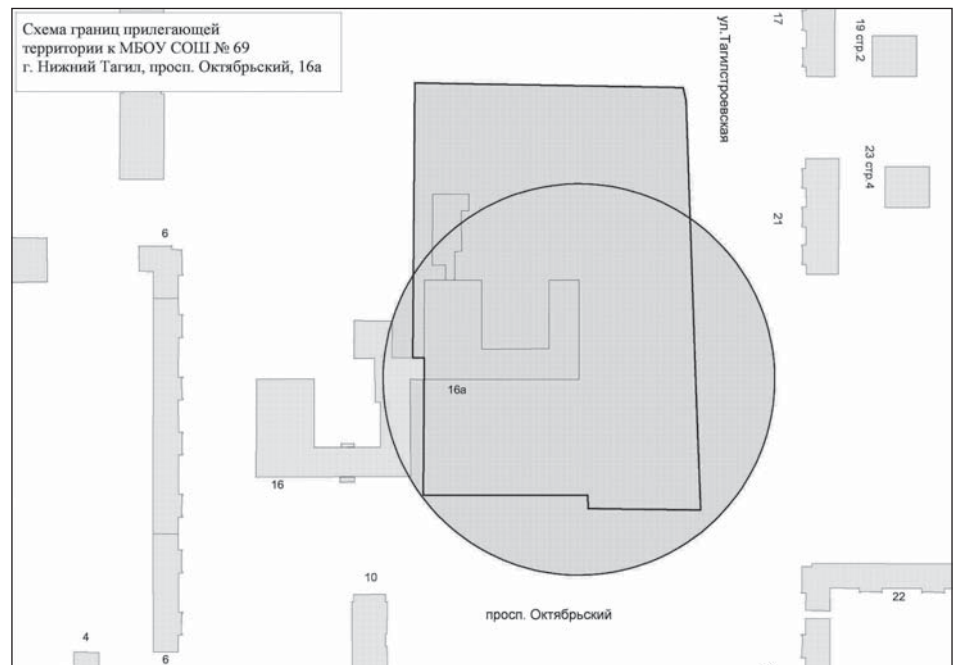 Схема границ прилегающей
территории к МБОУ СОШ № 69
г. Нижний Тагил, просп. Октябрьский, 16а
ул.Тагилстроевская
17
19 стр.2
23 стр.4
21
6
16а
16
10
просп. Октябрьский
22
4
6